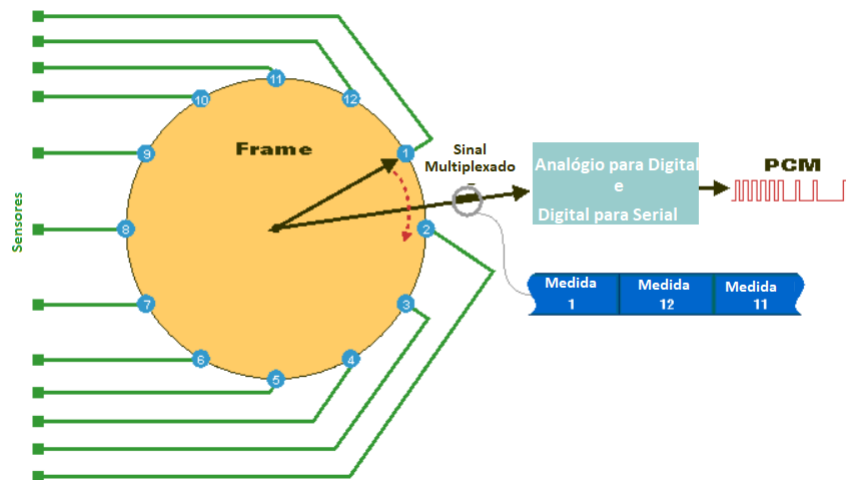 11
10
12
9
Frame
1
Sinal
Multiplexado
Analógio para Digital
e
Digital para Serial
PCM
Sensores
8
2
7
3
Medida
1
Medida
12
Medida
11
6
4
5